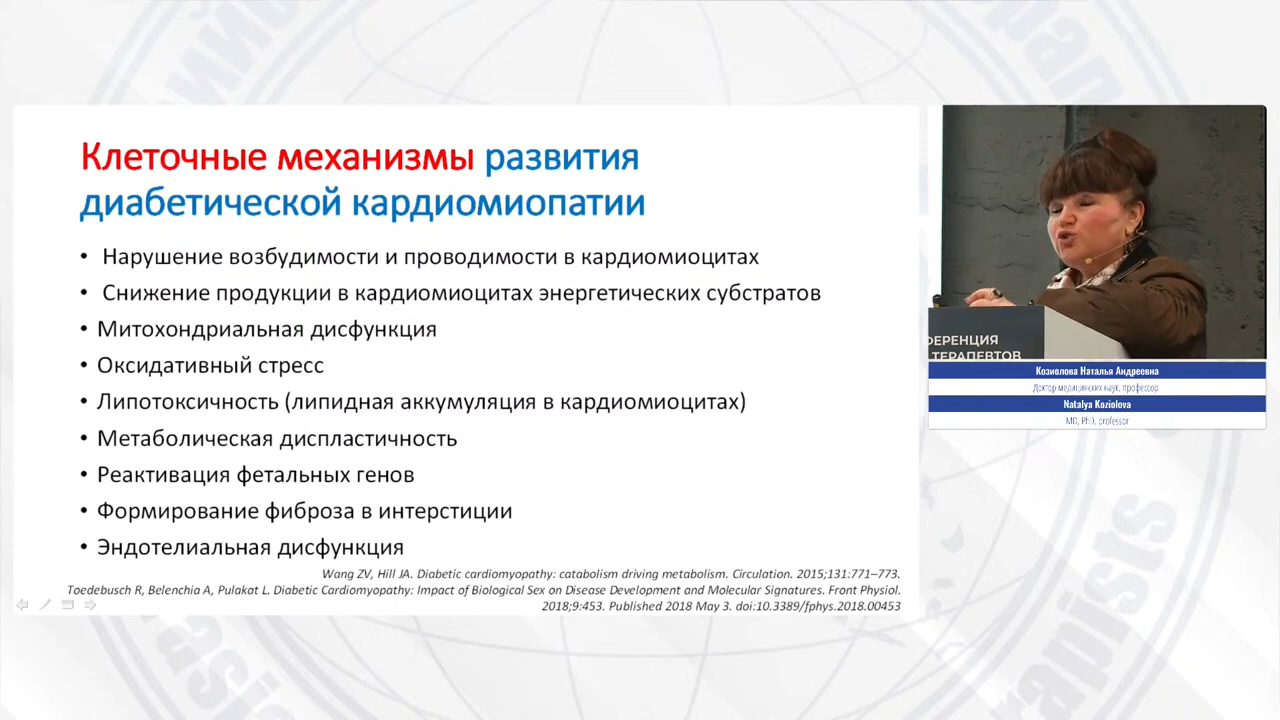 Клеточные механизмы развития
диабетической кардиомиопатии
• Нарушение возбудимости и проводимости в кардиомиоцитах
• Снижение продукции в кардиомиоцитах энергетических субстратов
• Митохондриальная дисфункция
• Оксидативный стресс
• Липотоксичность (липидная аккумуляция в кардиомиоцитах)
• Метаболическая диспластичность
• Реактивация фетальных генов
• Формирование фиброза в интерстиции
• Эндотелиальная дисфункция
Wang ZV, Hill JA. Diabetic cardiomyopathy: catabolism driving metabolism. Circulation. 2015;131:771–773.
Toedebusch R, Belenchia A, Pulakat L. Diabetic Cardiomyopathy: Impact of Biological Sex on Disease Development and Molecular Signatures. Front Physiol.
2018;9:453. Published 2018 May 3. doi:10.3389/fphys.2018.00453
ФЕРЕНЦИЯ
ТЕРАПЕВТОВ
Козиолова Наталья Андреевна
Доктор медицинских наук, профессор
Natalya Koziolova
MD, PhD, professor